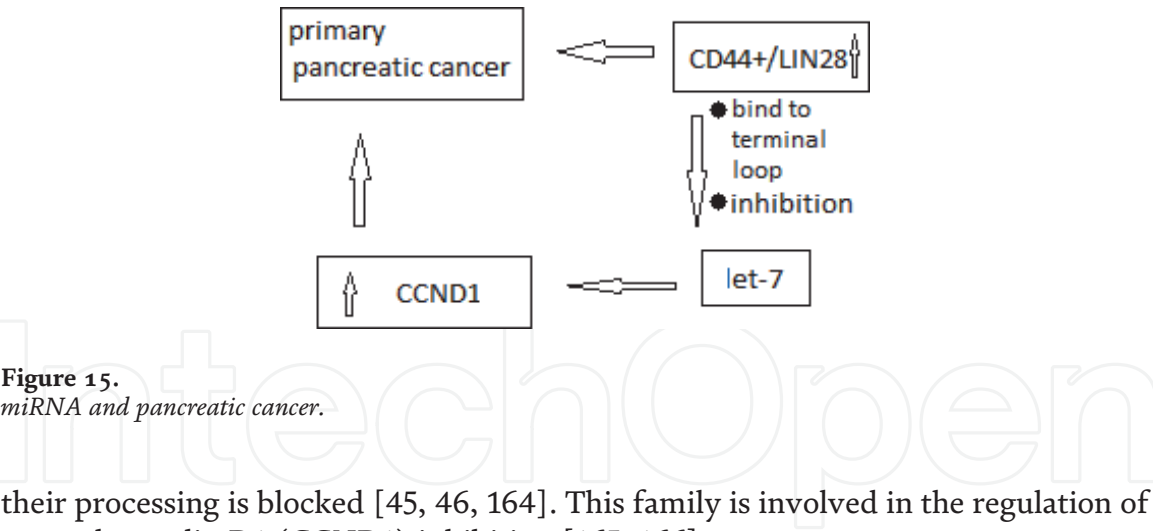 primary
pancreatic cancer
CD44+/LIN28
bind to
terminal
loop
inhibition
let-7
CCND1
Figure 15.
miRNA and pancreatic cancer.
IntechOpen
their processing is blocked [45, 46, 164]. This family is involved in the regulation of